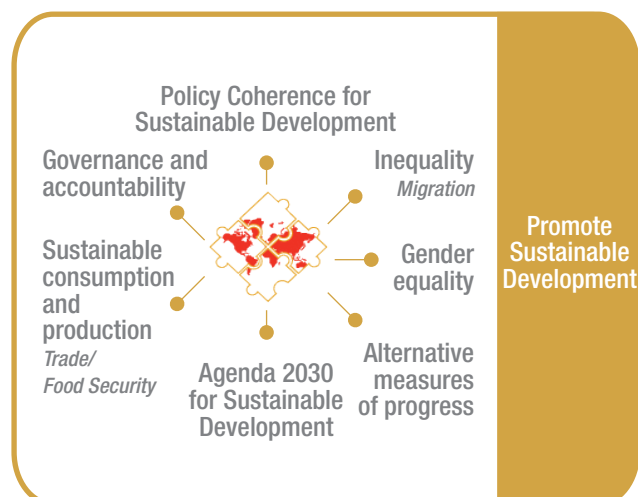 Policy Coherence for
Sustainable Development
Governance and
accountability
Inequality
Migration
Sustainable
consumption
and
production
Trade/
Food Security
Gender
equality
Agenda 2030
for Sustainable
Development
Alternative
measures
of progress
Promote
Sustainable
Development